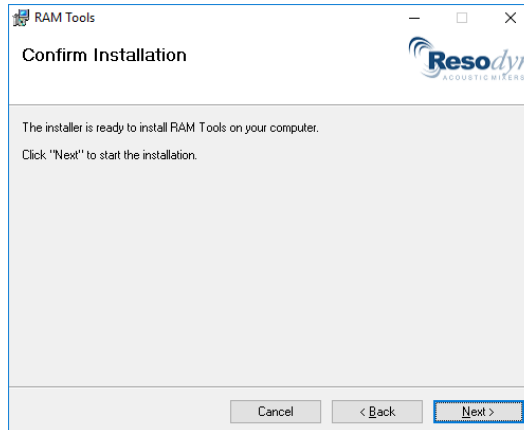 RAM Tools
Confirm Installation
Resodyn
ACOUSTIC MIXERS
The installer is ready to install RAM Tools on your computer.
Click "Next" to start the installation.
Cancel
< Back
Next >